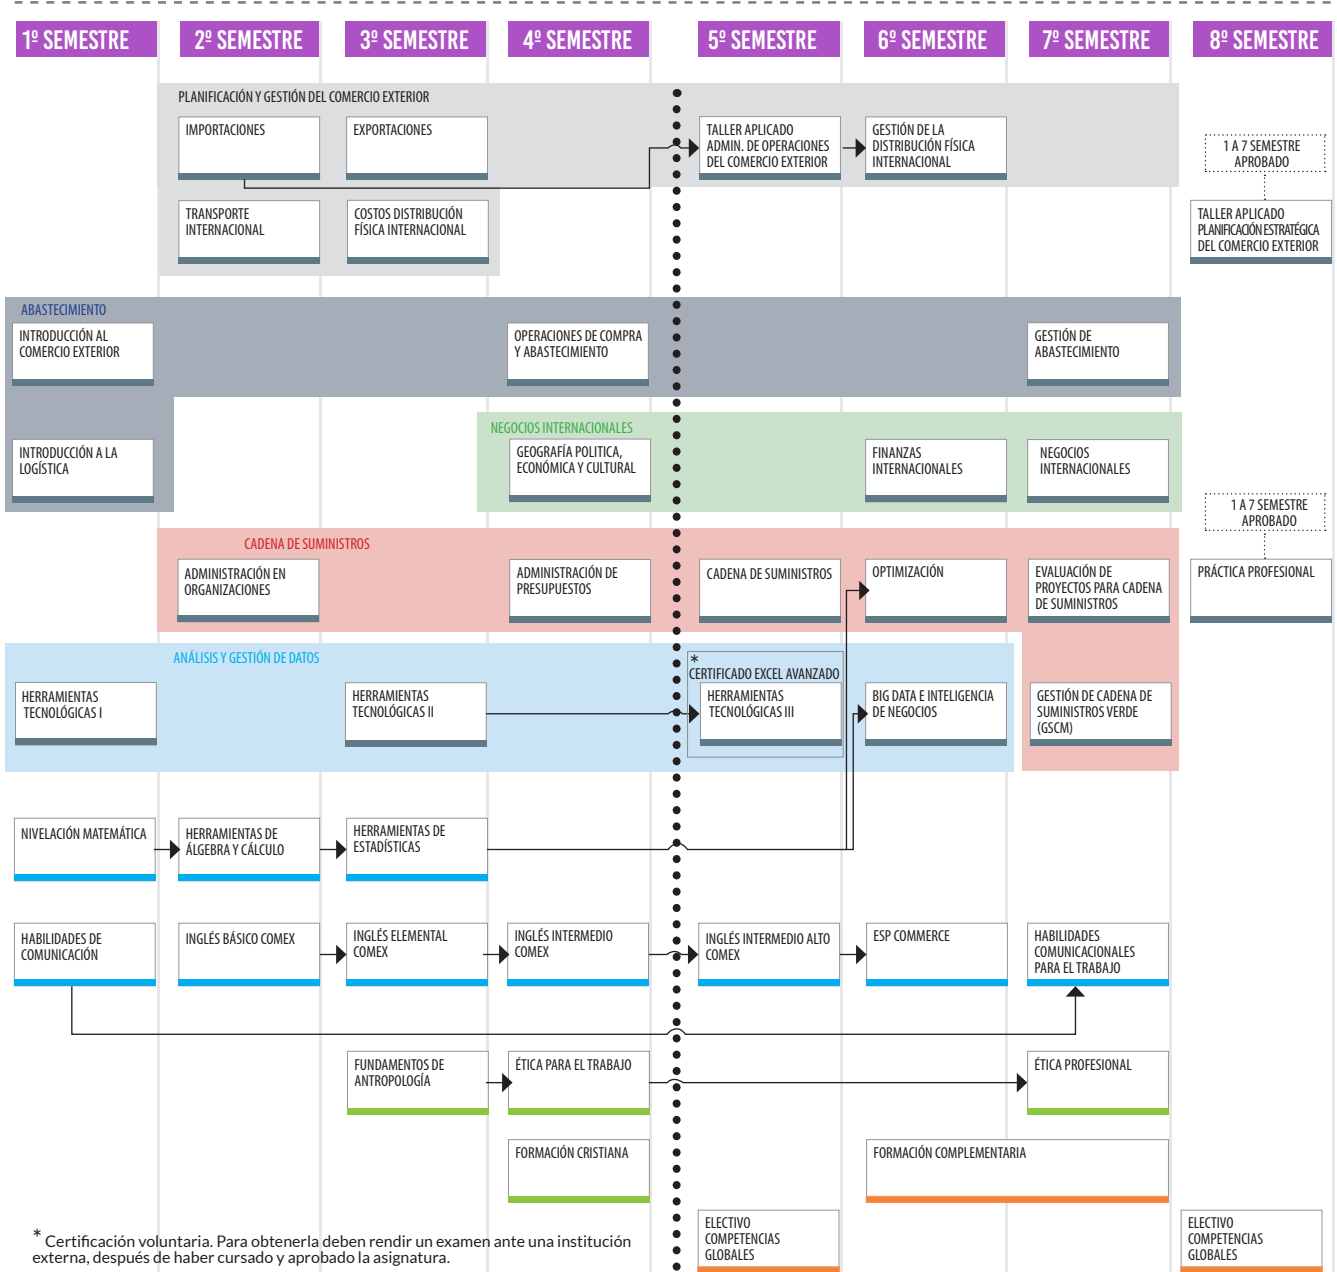 1º SEMESTRE
2º SEMESTRE
3º SEMESTRE
4º SEMESTRE
5º SEMESTRE
6º SEMESTRE
7º SEMESTRE
8º SEMESTRE
PLANIFICACIÓN Y GESTIÓN DEL COMERCIO EXTERIOR
IMPORTACIONES
EXPORTACIONES
TALLER APLICADO
ADMIN. DE OPERACIONES
DEL COMERCIO EXTERIOR
GESTIÓN DE LA
DISTRIBUCIÓN FÍSICA
INTERNACIONAL
1 A 7 SEMESTRE
APROBADO
TRANSPORTE
INTERNACIONAL
COSTOS DISTRIBUCIÓN
FÍSICA INTERNACIONAL
TALLER APLICADO
PLANIFICACIÓN ESTRATÉGICA
DEL COMERCIO EXTERIOR
ABASTECIMIENTO
INTRODUCCIÓN AL
COMERCIO EXTERIOR
OPERACIONES DE COMPRA
Y ABASTECIMIENTO
GESTIÓN DE
ABASTECIMIENTO
NEGOCIOS INTERNACIONALES
INTRODUCCIÓN A LA
LOGÍSTICA
GEOGRAFÍA POLITICA,
ECONÓMICA Y CULTURAL
FINANZAS
INTERNACIONALES
NEGOCIOS
INTERNACIONALES
1 A 7 SEMESTRE
APROBADO
CADENA DE SUMINISTROS
ADMINISTRACIÓN EN
ORGANIZACIONES
ADMINISTRACIÓN DE
PRESUPUESTOS
CADENA DE SUMINISTROS
OPTIMIZACIÓN
EVALUACIÓN DE
PROYECTOS PARA CADENA
DE SUMINISTROS
PRÁCTICA PROFESIONAL
ANÁLISIS Y GESTIÓN DE DATOS
*
CERTIFICADO EXCEL AVANZADO
HERRAMIENTAS
TECNOLÓGICAS I
HERRAMIENTAS
TECNOLÓGICAS II
HERRAMIENTAS
TECNOLÓGICAS III
BIG DATA E INTELIGENCIA
DE NEGOCIOS
GESTIÓN DE CADENA DE
SUMINISTROS VERDE
(GSCM)
NIVELACIÓN MATEMÁTICA
HERRAMIENTAS DE
ÁLGEBRA Y CÁLCULO
HERRAMIENTAS DE
ESTADÍSTICAS
HABILIDADES DE
COMUNICACIÓN
INGLÉS BÁSICO COMEX
INGLÉS ELEMENTAL
COMEX
INGLÉS INTERMEDIO
COMEX
INGLÉS INTERMEDIO ALTO
COMEX
ESP COMMERCE
HABILIDADES
COMUNICACIONALES
PARA EL TRABAJO
FUNDAMENTOS DE
ANTROPOLOGÍA
ÉTICA PARA EL TRABAJO
ÉTICA PROFESIONAL
FORMACIÓN CRISTIANA
FORMACIÓN COMPLEMENTARIA
ELECTIVO
COMPETENCIAS
GLOBALES
ELECTIVO
COMPETENCIAS
GLOBALES
* Certificación voluntaria. Para obtenerla deben rendir un examen ante una institución
externa, después de haber cursado y aprobado la asignatura.